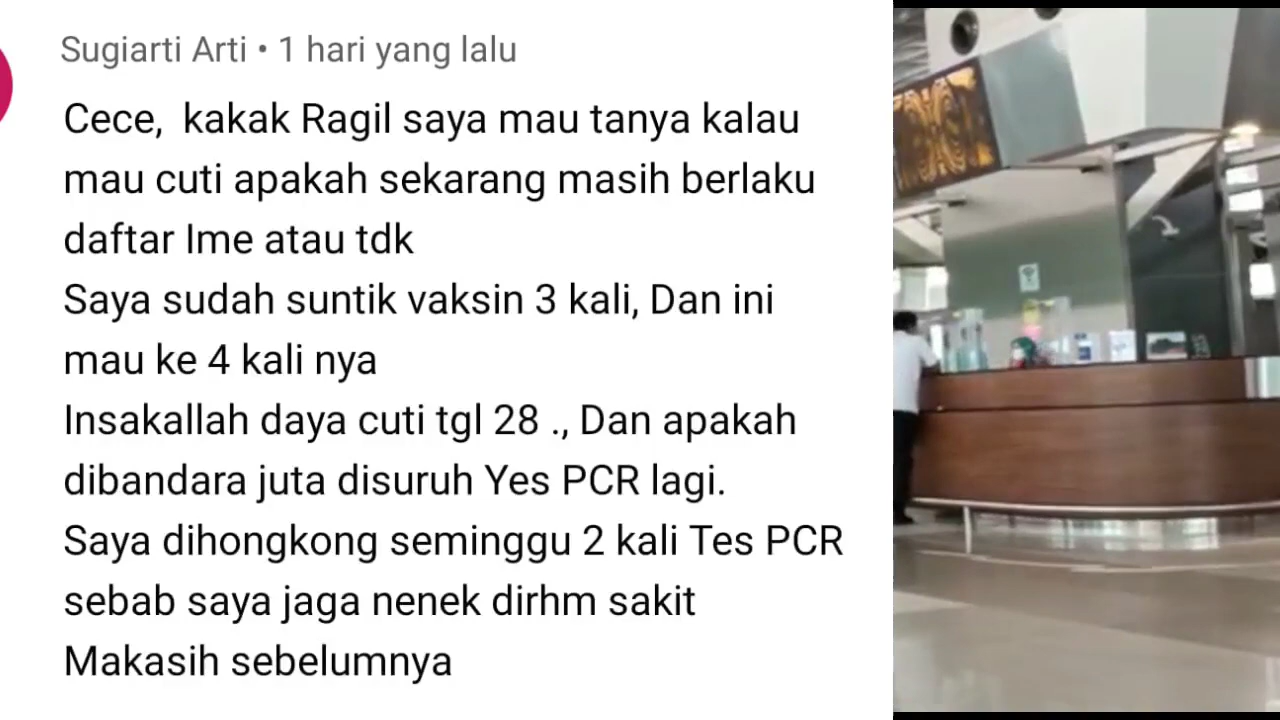 Sugiarti Arti • 1 hari yang lalu
Cece,  kakak Ragil saya mau tanya kalau
mau cuti apakah sekarang masih berlaku
daftar Ime atau tdk
Saya sudah suntik vaksin 3 kali, Dan ini
mau ke 4 kali nya
Insakallah daya cuti tgl 28 ., Dan apakah
dibandara juta disuruh Yes PCR lagi.
Saya dihongkong seminggu 2 kali Tes PCR
sebab saya jaga nenek dirhm sakit
Makasih sebelumnya